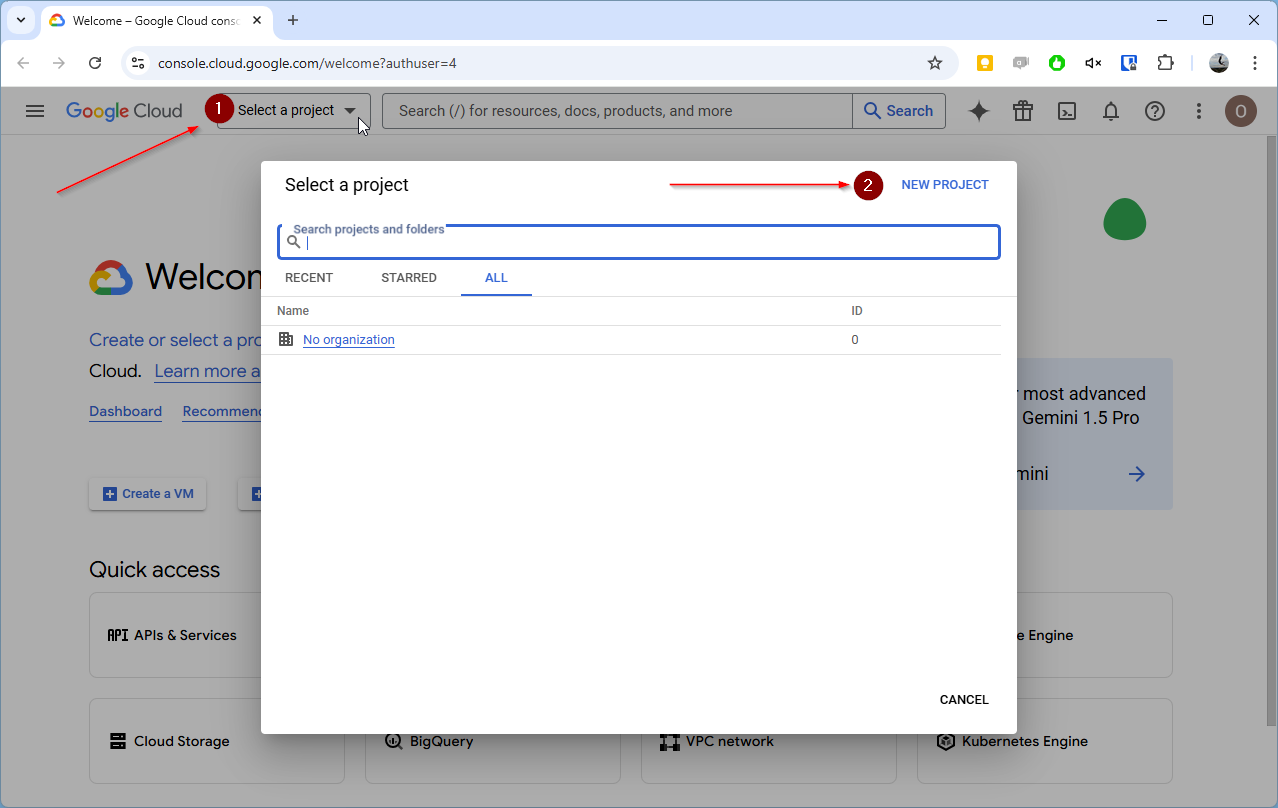 Welcome – Google Cloud conso
console.cloud.google.com/welcome?authuser=4
Google Cloud
1
Select a project
Search (/) for resources, docs, products, and more
Search
O
Select a project
2
NEW PROJECT
Search projects and folders
RECENT
STARRED
ALL
Name
ID
No organization
0
Welcom
Create or select a pro
Cloud. Learn more a
Dashboard
Recommend
r most advanced
Gemini 1.5 Pro
mini
Create a VM
Quick access
API APIs & Services
e Engine
CANCEL
Cloud Storage
BigQuery
VPC network
Kubernetes Engine